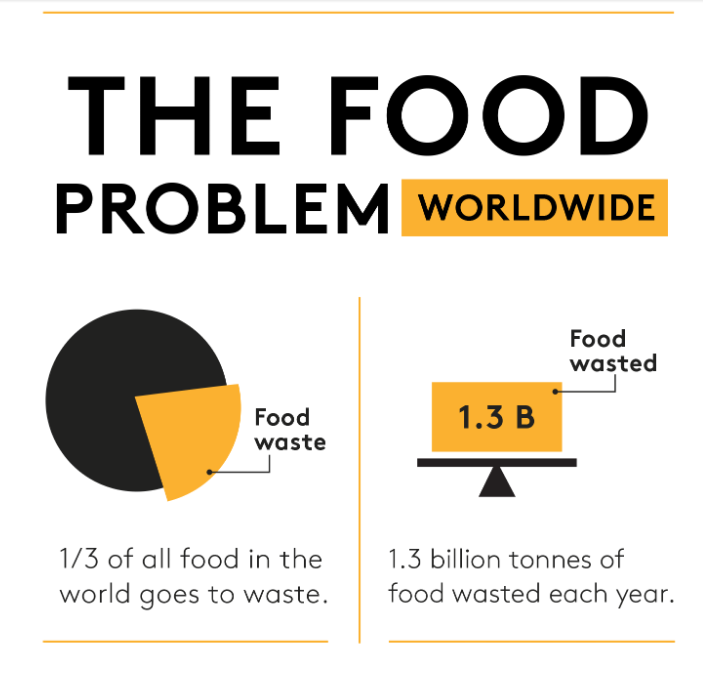 THE FOOD
PROBLEM WORLDWIDE
Food
waste
1/3 of all food in the
world goes to waste.
Food
wasted
1.3 B
1.3 billion tonnes of
food wasted each year.